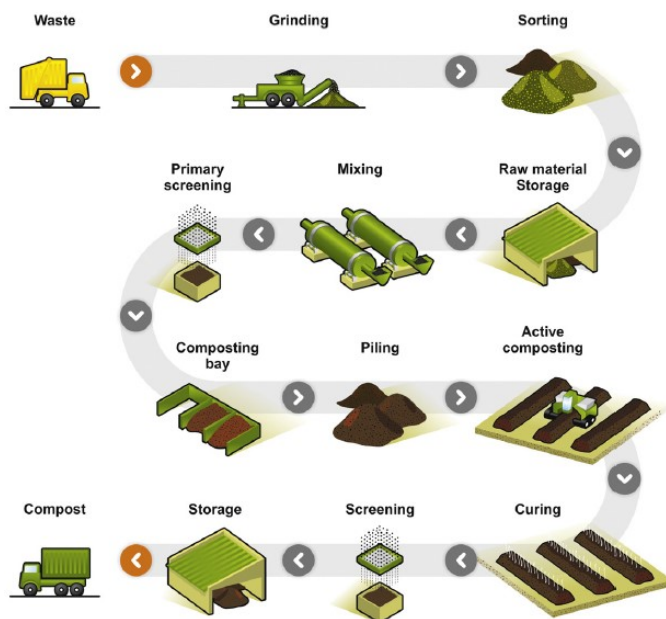 Waste
Grinding
Sorting
Primary
screening
Mixing
Raw material
Storage
Composting
bay
Piling
Active
composting
Compost
Storage
Screening
Curing